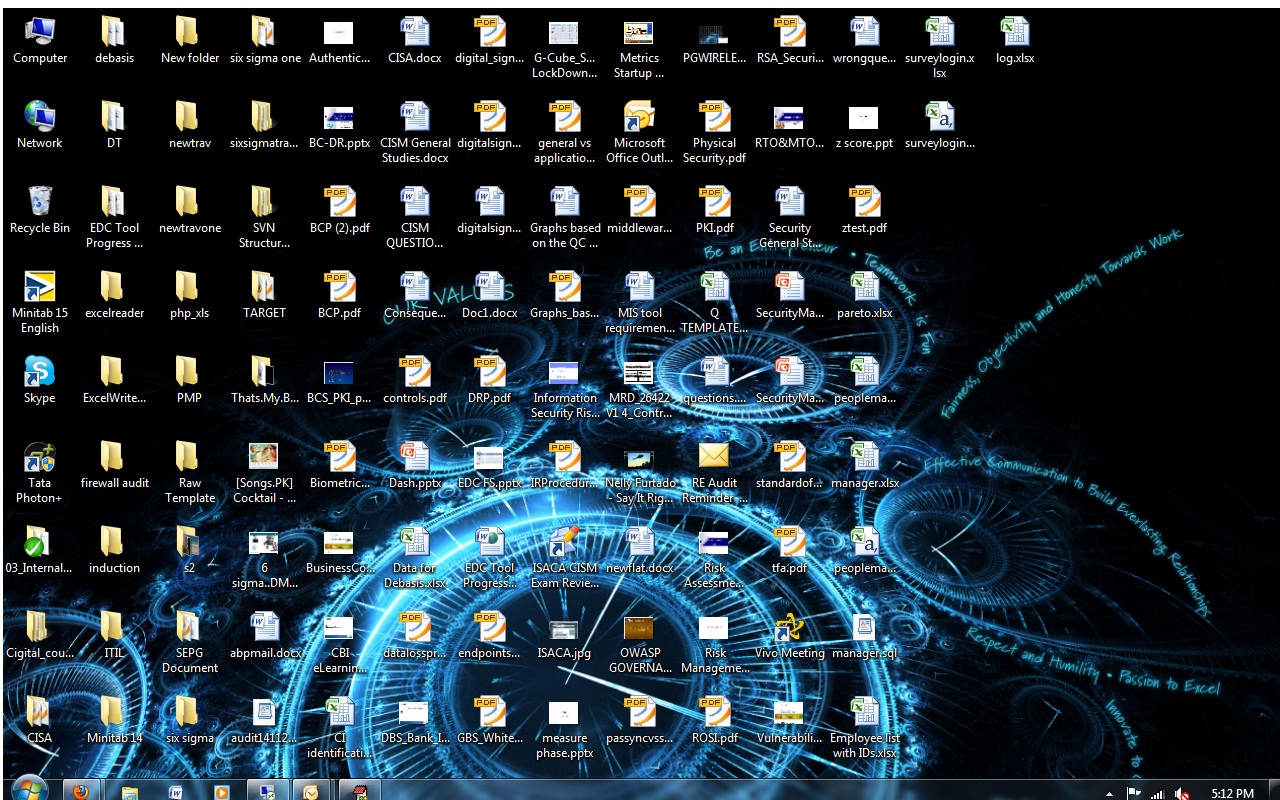 Computer
debasis
New folder
six sigma one
Authentic...
CISA.docx
digital_sign...
G-Cube_S...
LockDown...
Metrics
Startup ...
PGWIRELE...
RSA_Securi...
wrongque...
surveylogin.x
lsx
log.xlsx
Network
DT
newtrav
sixsigmatra...
BC-DR.pptx
CISM General
Studies.docx
digitalsign...
general vs
applicatio...
Microsoft
Office Outl...
Physical
Security.pdf
RTO&MTO...
z score.ppt
surveylogin...
Recycle Bin
EDC Tool
Progress ...
newtravone
SVN
Structur...
BCP (2).pdf
CISM
QUESTIO...
digitalsign...
Graphs based
on the QC ...
middlewar...
PKI.pdf
Security
General St...
ztest.pdf
Minitab 15
English
excelreader
php_xls
TARGET
BCP.pdf
Conseque...
Doc1.docx
Graphs_bas...
MIS tool
requiremen...
Q
TEMPLATE...
SecurityMa...
pareto.xlsx
Skype
ExcelWrite...
PMP
Thats.My.B...
BCS_PKI_p...
controls.pdf
DRP.pdf
Information
Security Ris...
MRD_26422
V1 4_Contr...
questions....
SecurityMa...
peoplema...
Tata
Photon+
firewall audit
Raw
Template
[Songs.PK]
Cocktail - ...
Biometric...
Dash.pptx
EDC FS.pptx
IRProcedur...
Nelly Furtado
- Say It Rig...
RE Audit
Reminder -...
standardof...
manager.xlsx
03_Internal...
induction
s2
6
sigma..DM...
BusinessCo...
Data for
Debasis.xlsx
EDC Tool
Progress...
ISACA CISM
Exam Revie...
newflat.docx
Risk
Assessme...
tfa.pdf
peoplema...
Cigital_cou...
ITIL
SEPG
Document
abpmail.docx
CBI
eLearnin...
datalosspr...
endpoints...
ISACA.jpg
OWASP
GOVERNA...
Risk
Manageme...
Vivo Meeting
manager.sql
CISA
Minitab 14
six sigma
audit14112...
CI
identificati...
DBS_Bank_I...
GBS_White...
measure
phase.pptx
passyncvss...
ROSI.pdf
Vulnerabili...
Employee list
with IDs.xlsx
OUR VALUES
Be an Entrepreneur • Teamwork is Fun
Fairness, Objectivity and Honesty Towards Work
Effective Communication to Build Everlasting Relationships
Respect and Humility • Passion to Excel
Innovate to
5:12 PM